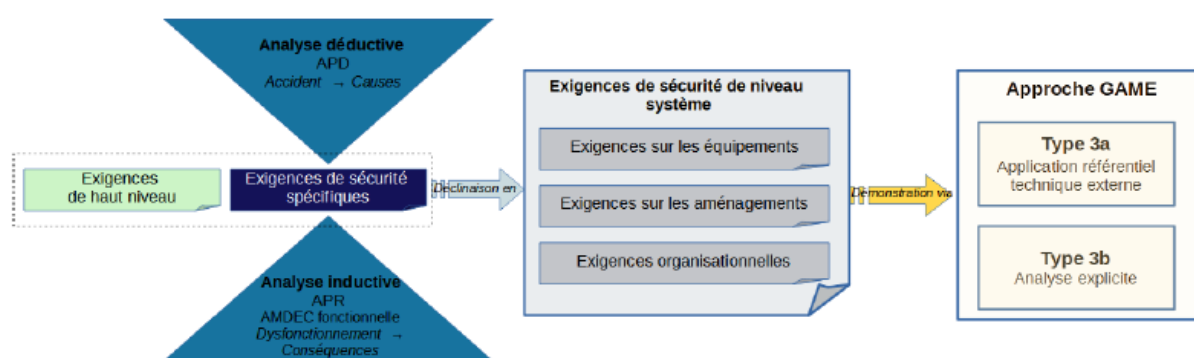 Analyse déductive
APD
Accident → Causes
Exigences
de haut niveau
Exigences de sécurité
spécifiques
Analyse inductive
APR
AMDEC fonctionnelle
Dysfonctionnement →
Conséquences
Déclinaison en
Exigences de sécurité de niveau
système
Exigences sur les équipements
Exigences sur les aménagements
Exigences organisationnelles
Démonstration via
Approche GAME
Type 3a
Application référentiel
technique externe
Type 3b
Analyse explicite